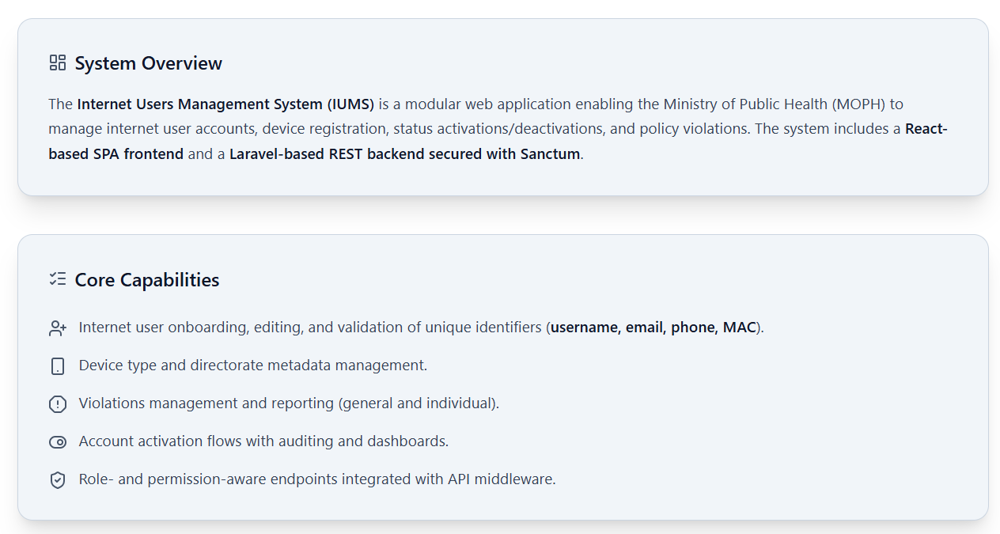 System Overview
The Internet Users Management System (IUMS) is a modular web application enabling the Ministry of Public Health (MOPH) to
manage internet user accounts, device registration, status activations/deactivations, and policy violations. The system includes a React-
based SPA frontend and a Laravel-based REST backend secured with Sanctum.
Core Capabilities
Internet user onboarding, editing, and validation of unique identifiers (username, email, phone, MAC).
Device type and directorate metadata management.
Violations management and reporting (general and individual).
Account activation flows with auditing and dashboards.
Role- and permission-aware endpoints integrated with API middleware.